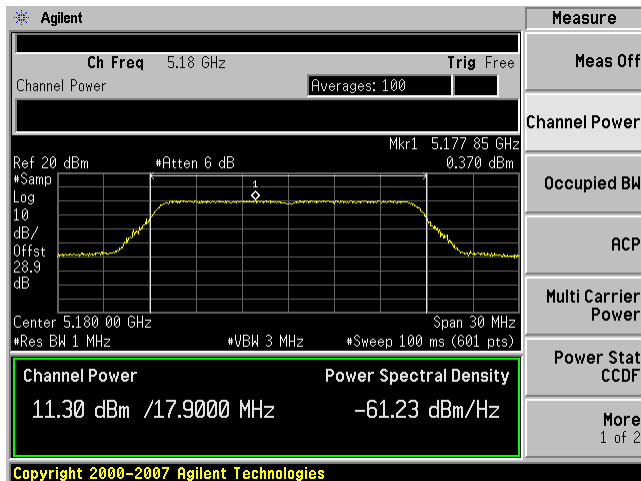 Agilent
Measure
Ch Freq 5.18 GHz Trig Free
Meas Off
Channel Power
Averages: 100
Channel Power
Mkr1 5.177 85 GHz
Ref 20 dBm #Atten 6 dB 0.370 dBm
#Samp
Log
10
dB/
Offst
28.9
dB
1
Occupied BW
ACP
Multi Carrier
Power
Center 5.180 00 GHz Span 30 MHz
#Res BW 1 MHz #VBW 3 MHz #Sweep 100 ms (601 pts)
Power Stat
CCDF
Channel Power Power Spectral Density
11.30 dBm /17.9000 MHz -61.23 dBm/Hz
More
1 of 2
Copyright 2000-2007 Agilent Technologies